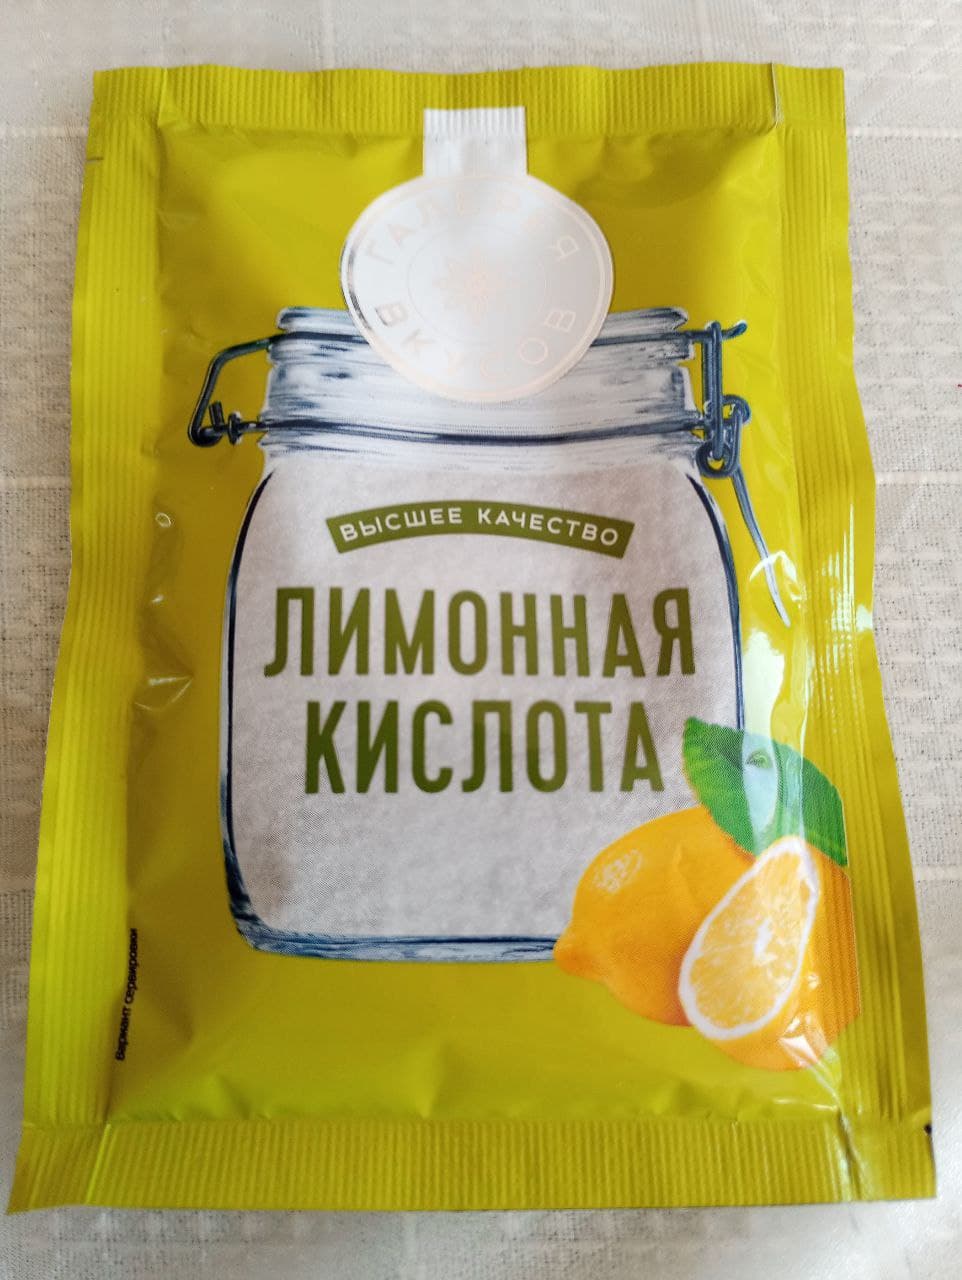 ГАЛЕРЕЯ
ВКУСОВ
ВЫСШЕЕ КАЧЕСТВО
ЛИМОННАЯ
КИСЛОТА
Вариант сервировки